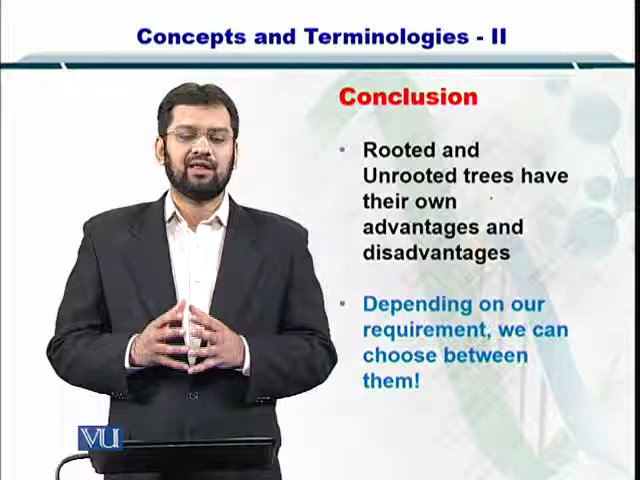 Concepts and Terminologies - II
Conclusion
• Rooted and
Unrooted trees have
their own
advantages and
disadvantages
• Depending on our
requirement, we can
choose between
them!
VU